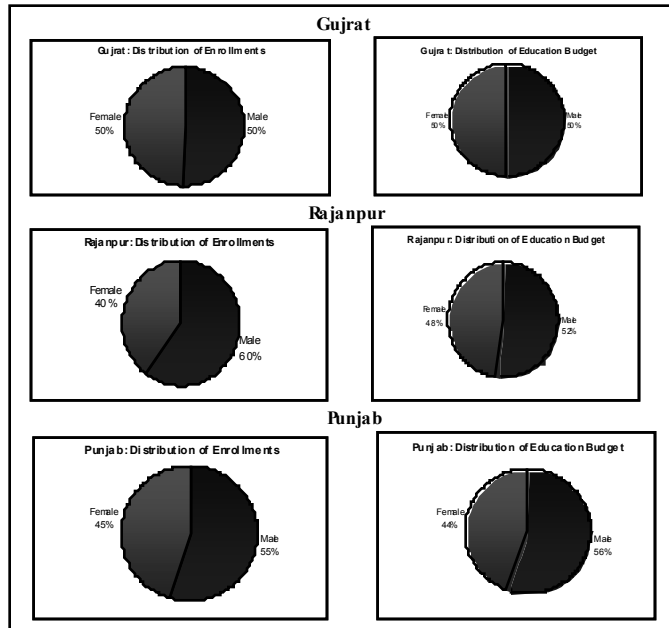 Gujrat
Gujrat: Distribution of Enrollments
Female
50%
Male
50%
Gujrat: Distribution of Education Budget
Female
50%
Male
50%
Rajanpur
Rajanpur: Distribution of Enrollments
Female
40%
Male
60%
Rajanpur: Distribution of Education Budget
Female
48%
Male
52%
Punjab
Punjab: Distribution of Enrollments
Female
45%
Male
55%
Punjab: Distribution of Education Budget
Female
44%
Male
56%